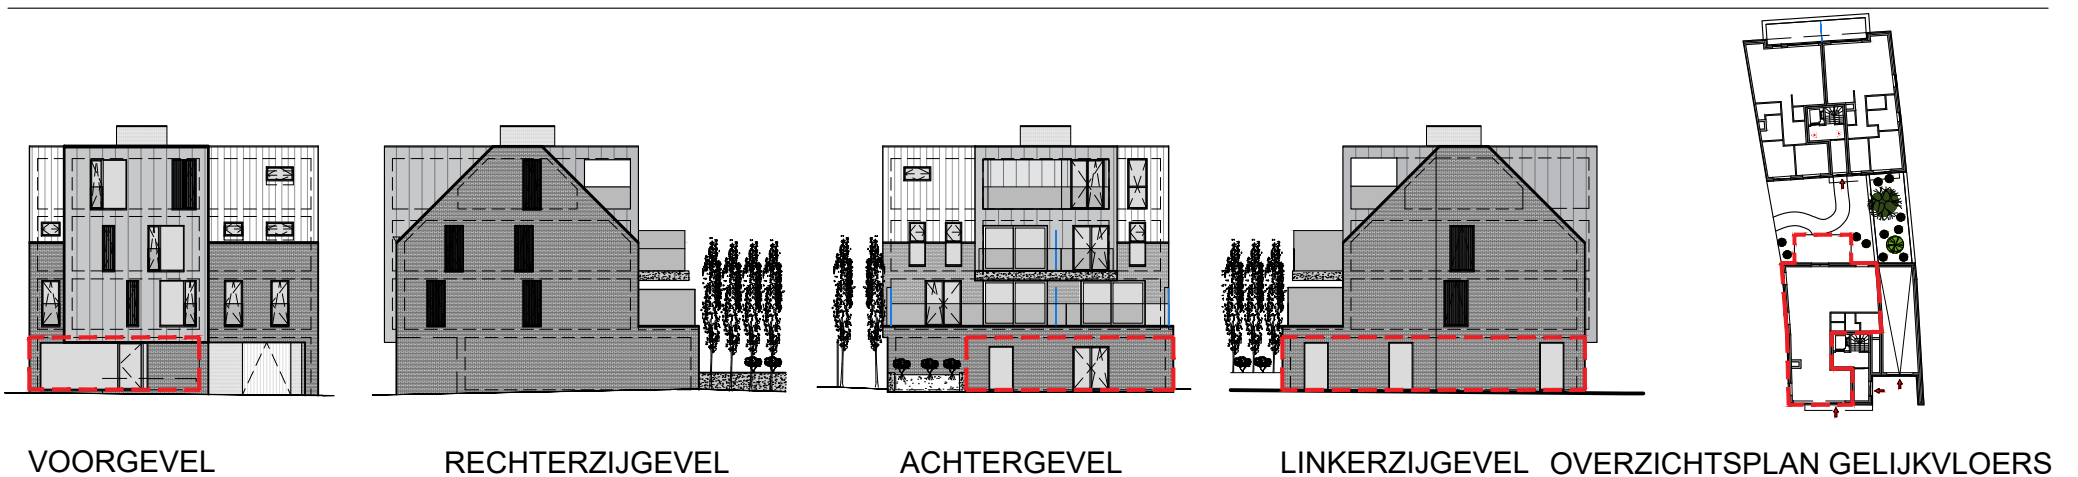 VOORGEVEL
RECHTERZIJGEVEL
ACHTERGEVEL
LINKERZIJGEVEL
OVERZICHTSPLAN GELIJKVLOERS